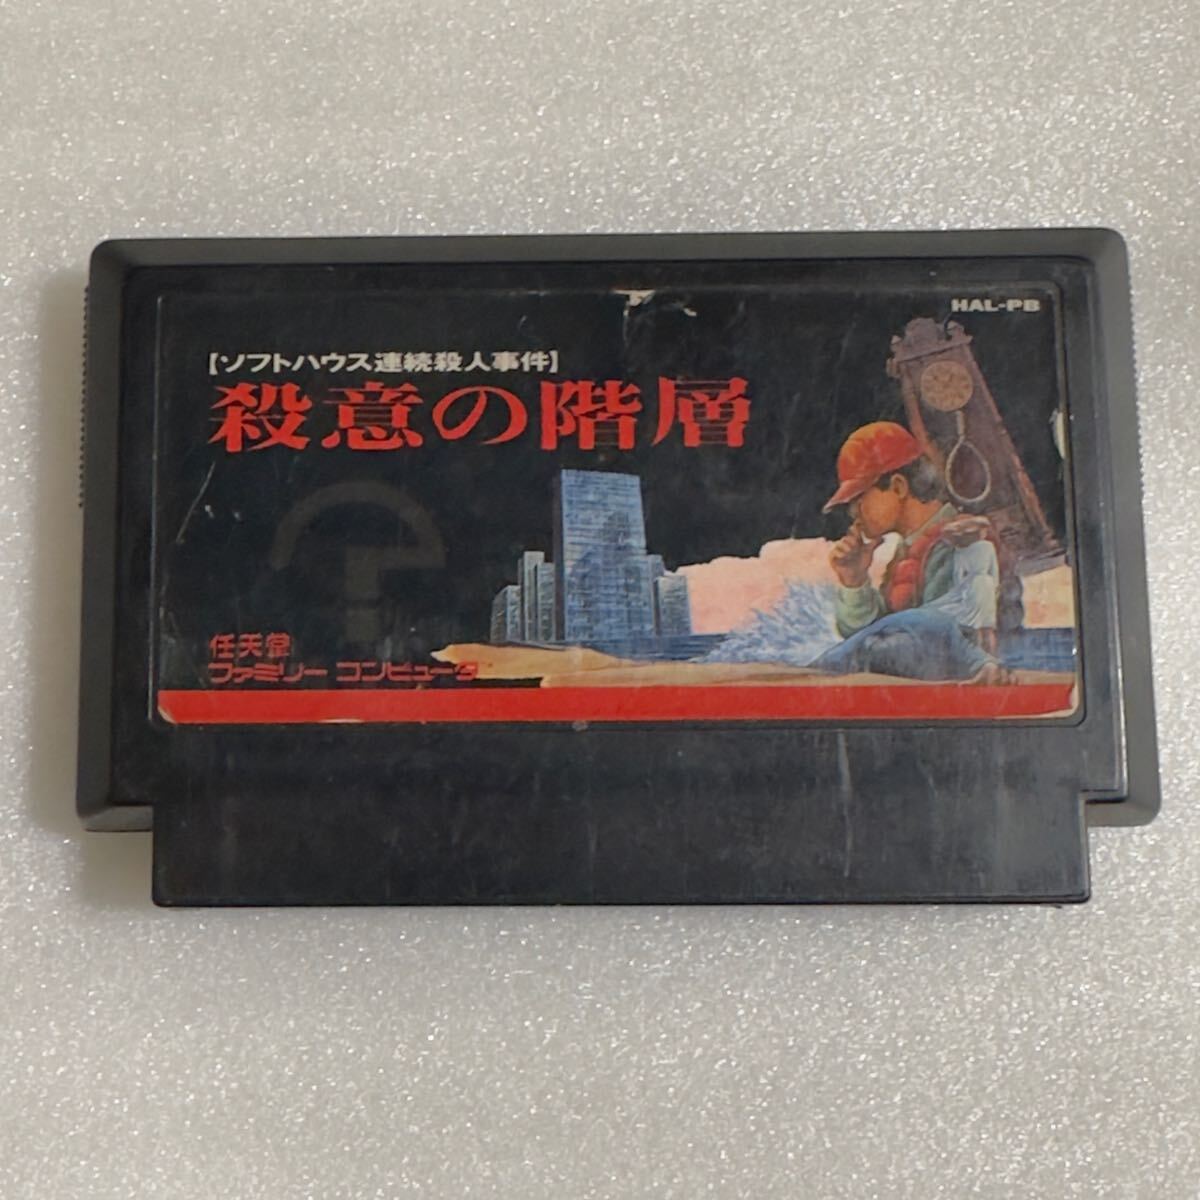 HAL-PB
【ソフトハウス連続殺人事件】
殺意の階層
任天堂
ファミリー コンピュータ